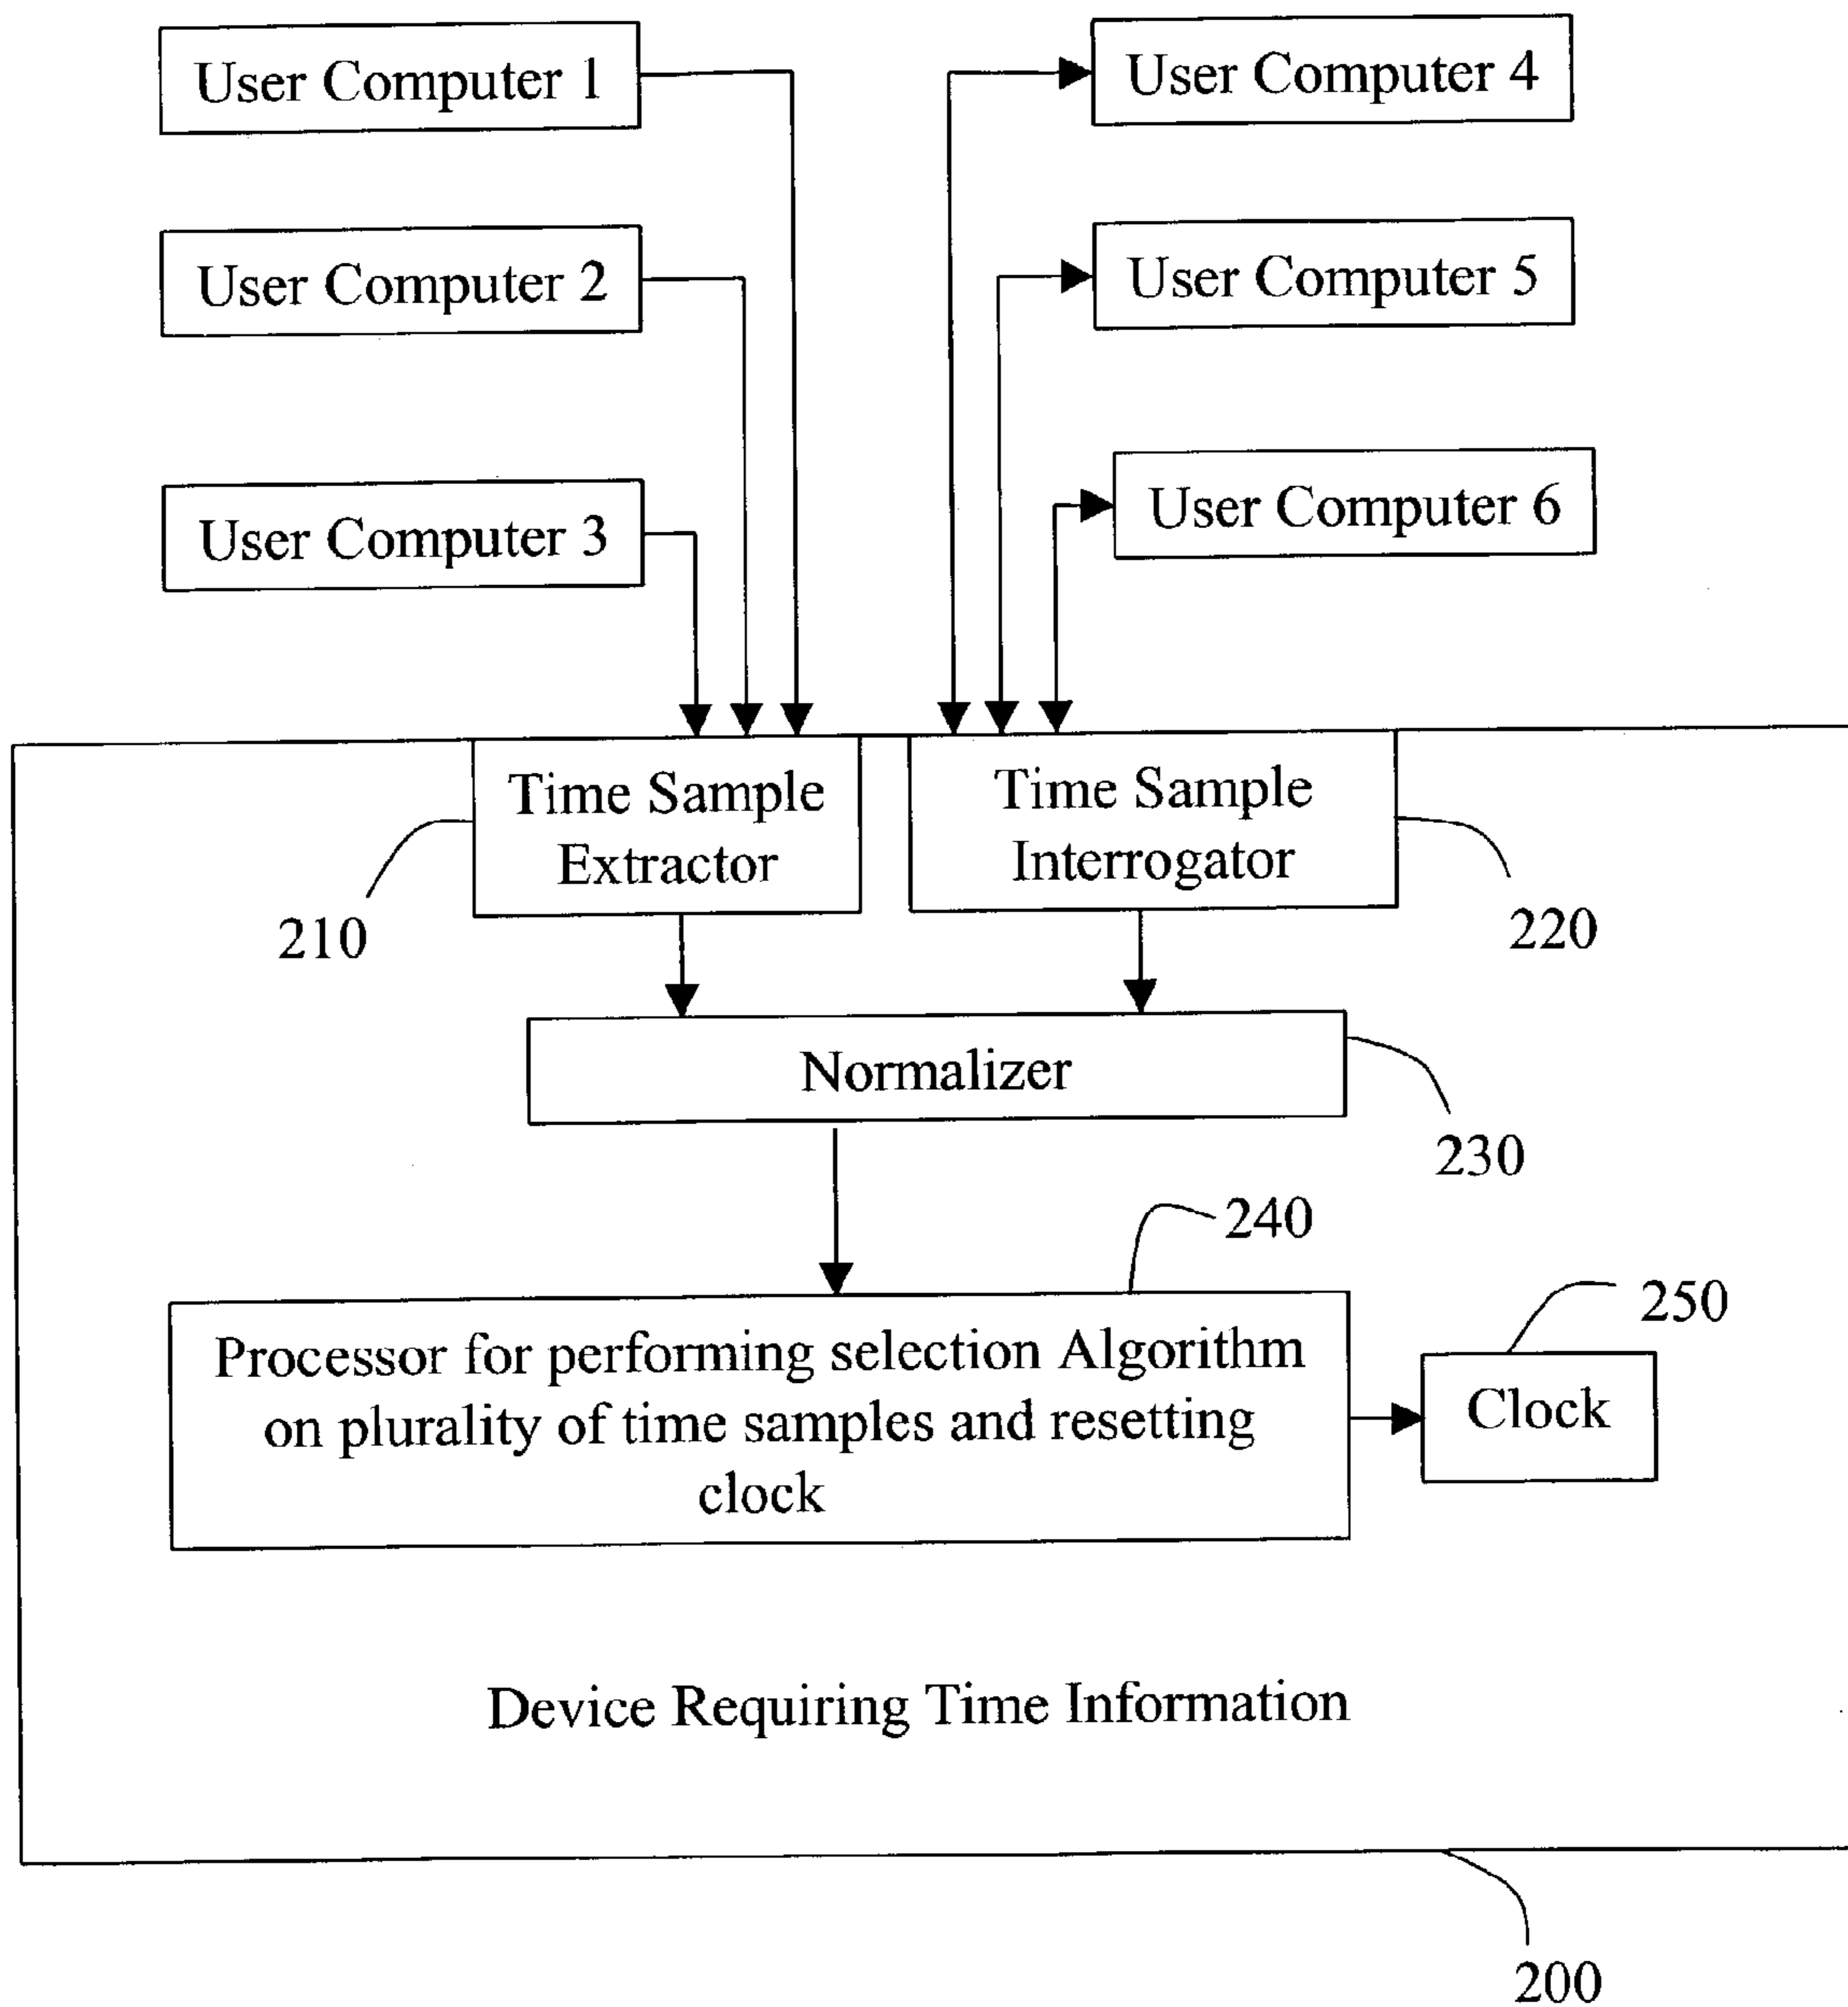 User Computer 1
User Computer 4
User Computer 2
User Computer 5
User Computer 3
User Computer 6
Time Sample
Extractor
Time Sample
Interrogator
210
220
Normalizer
230
240
Processor for performing selection Algorithm
on plurality of time samples and resetting
clock
250
Clock
Device Requiring Time Information
200